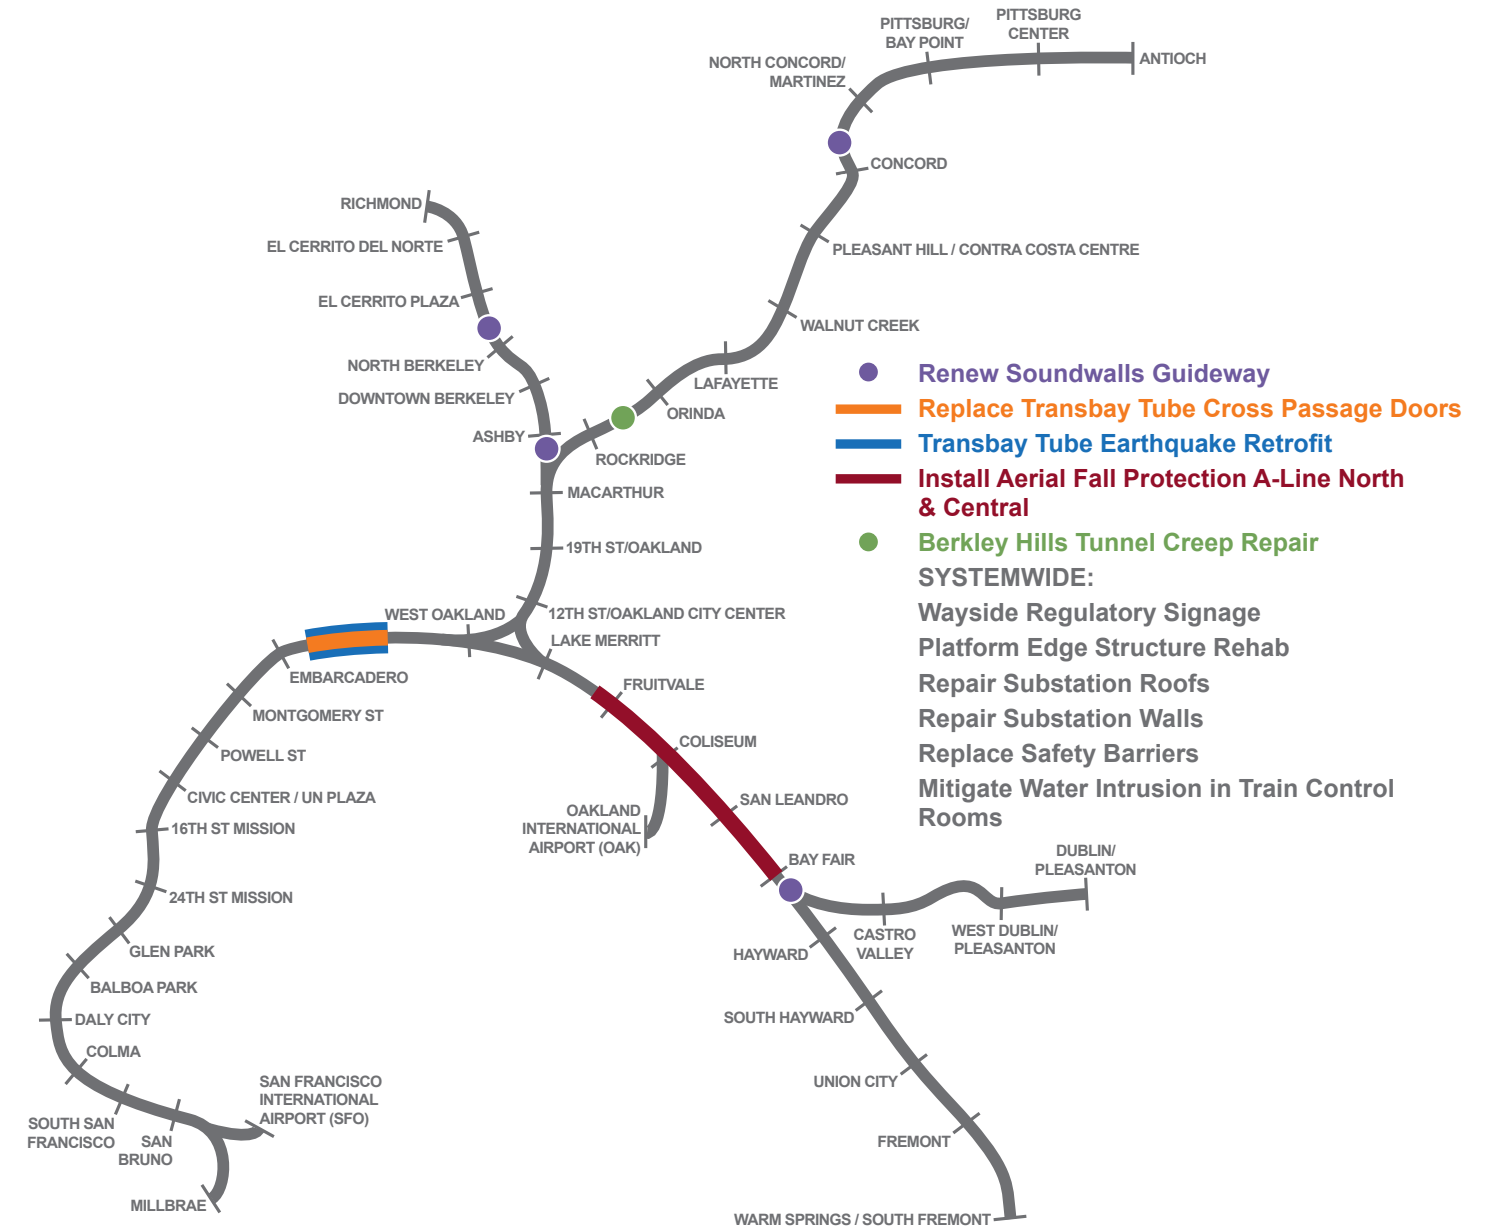 PITTSBURG/
BAY POINT
PITTSBURG
CENTER
ANTIOCH
NORTH CONCORD/
MARTINEZ
CONCORD
RICHMOND
EL CERRITO DEL NORTE
PLEASANT HILL / CONTRA COSTA CENTRE
EL CERRITO PLAZA
WALNUT CREEK
NORTH BERKELEY
DOWNTOWN BERKELEY
LAFAYETTE
ORINDA
ASHBY
ROCKRIDGE
MACARTHUR
19TH ST/OAKLAND
Renew Soundwalls Guideway
Replace Transbay Tube Cross Passage Doors
Transbay Tube Earthquake Retrofit
Install Aerial Fall Protection A-Line North
& Central
Berkley Hills Tunnel Creep Repair
SYSTEMWIDE:
Wayside Regulatory Signage
Platform Edge Structure Rehab
Repair Substation Roofs
Repair Substation Walls
Replace Safety Barriers
Mitigate Water Intrusion in Train Control
Rooms
WEST OAKLAND
12TH ST/OAKLAND CITY CENTER
LAKE MERRITT
EMBARCADERO
FRUITVALE
MONTGOMERY ST
COLISEUM
POWELL ST
CIVIC CENTER / UN PLAZA
SAN LEANDRO
OAKLAND
INTERNATIONAL
AIRPORT (OAK)
16TH ST MISSION
BAY FAIR
DUBLIN/
PLEASANTON
24TH ST MISSION
CASTRO
VALLEY
WEST DUBLIN/
PLEASANTON
GLEN PARK
HAYWARD
BALBOA PARK
DALY CITY
SOUTH HAYWARD
COLMA
UNION CITY
SAN FRANCISCO
INTERNATIONAL
AIRPORT (SFO)
SOUTH SAN
FRANCISCO
SAN
BRUNO
FREMONT
MILLBRAE
WARM SPRINGS / SOUTH FREMONT